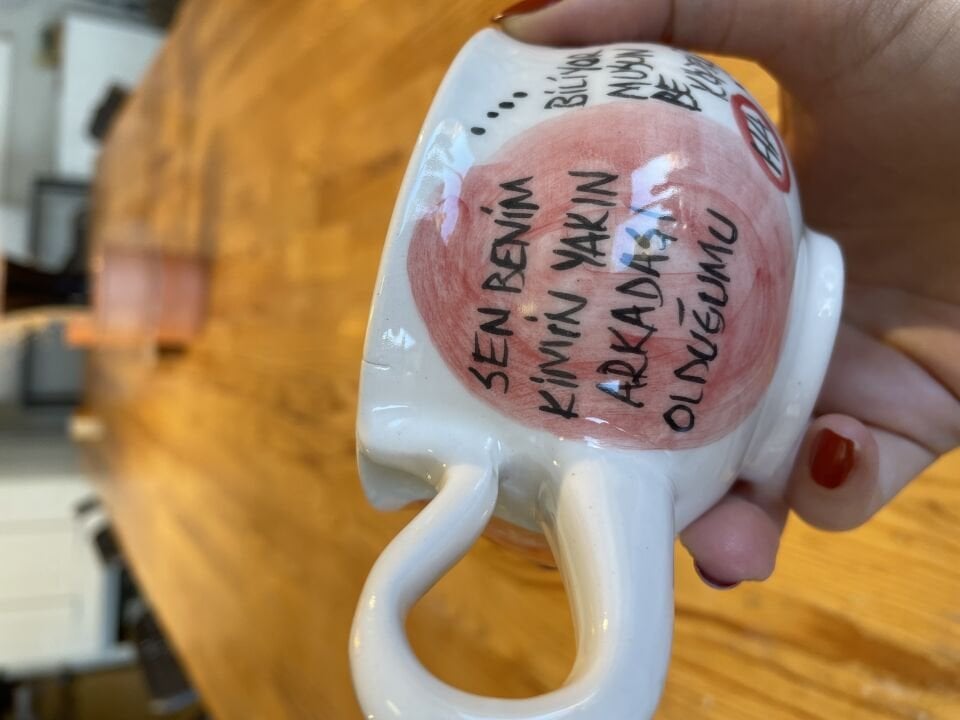 SEN BENİM
KİMİN YAKIN
ARKADAŞI
OLDUĞUMU
BİLİYOR
MUSUN
BE